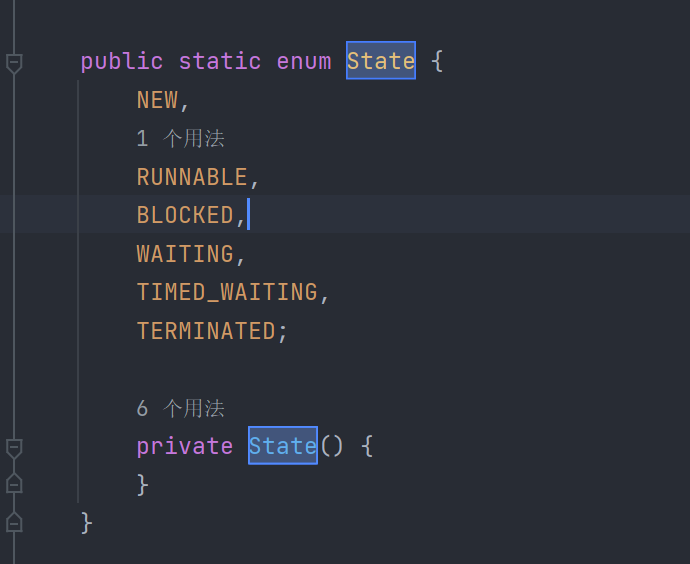 public static enum State {
NEW,
1 个用法
RUNNABLE,
BLOCKED,
WAITING,
TIMED_WAITING,
TERMINATED;
6 个用法
private State() {
}
}